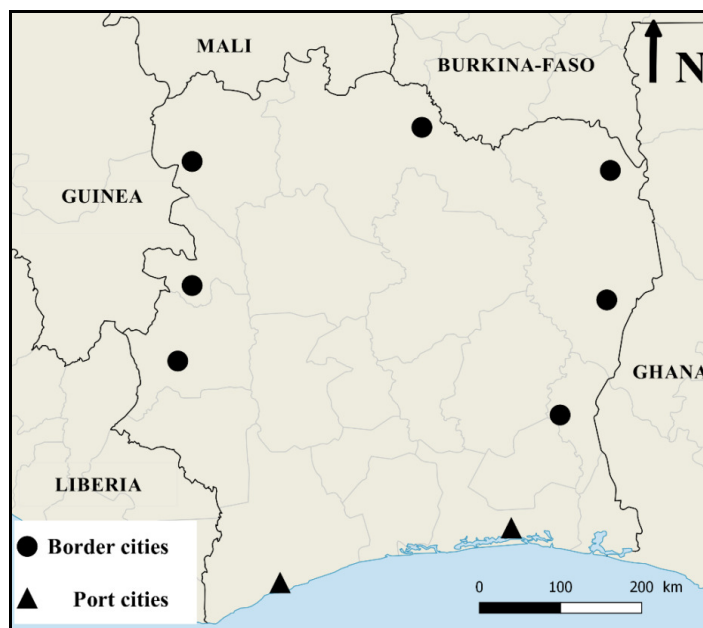 MALI
BURKINA-FASO
N
GUINEA
GHANA
LIBERIA
Border cities
Port cities
0 100 200 km